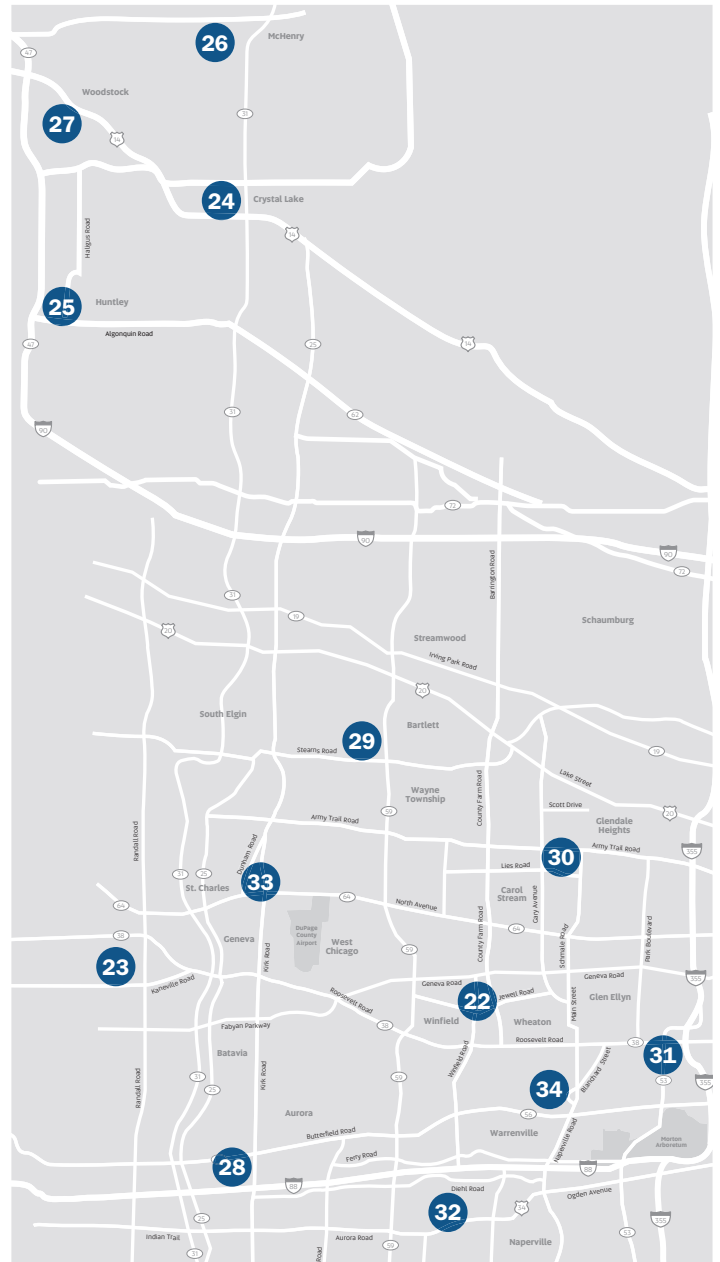 26
McHenry
47
Woodstock
31
27
14
24
Crystal Lake
14
Haligus Road
25
Huntley
Algonquin Road
47
25
14
31
62
90
72
90
90
72
Barrington Road
31
19
20
Schaumburg
Streamwood
Irving Park Road
20
South Elgin
Bartlett
29
Stearns Road
19
Lake Street
Wayne
Township
County Farm Road
59
Scott Drive
20
Army Trail Road
Glendale
Heights
Randall Road
Dunham Road
Army Trail Road
355
30
Lies Road
31
25
33
St. Charles
64
Carol
Stream
Gary Avenue
64
North Avenue
DuPage
County
Airport
West
Chicago
64
38
Geneva
Kirk Road
59
County Farm Road
Schmale Road
Park Boulevard
23
Kaneville Road
Geneva Road
Geneva Road
355
22
Jewell Road
Roosevelt Road
Winfield
Wheaton
Main Street
Glen Ellyn
Fabyan Parkway
38
Roosevelt Road
38
31
Batavia
Winfield Road
Blanchard Street
Randall Road
31
25
Kirk Road
59
34
53
355
Aurora
56
Butterfield Road
Warrenville
Naperville Road
Morton
Arboretum
28
Ferry Road
88
88
Diehl Road
Ogden Avenue
32
34
25
355
Indian Trail
31
Road
Aurora Road
59
Naperville
53